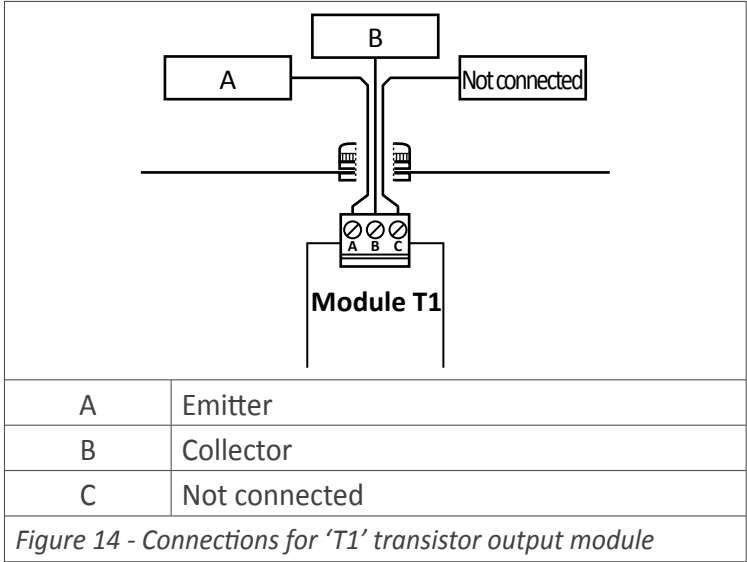 B
A
Not connected
A B C
Module T1
A Emitter
B Collector
C Not connected
Figure 14 - Connections for ‘T1’ transistor output module